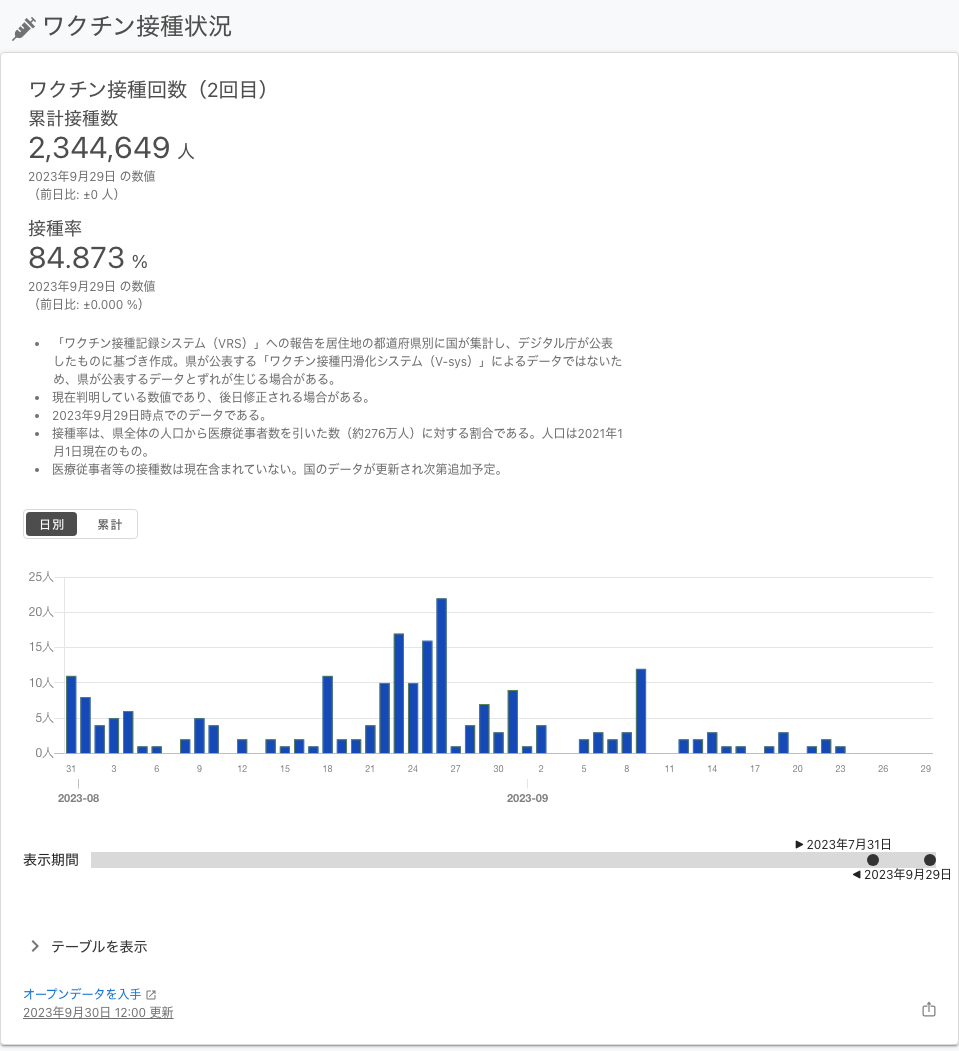 ワクチン接種状況
ワクチン接種回数（2回目）
累計接種数
2,344,649 人
2023年9月29日 の数値
（前日比: ±0 人）
接種率
84.873 %
2023年9月29日 の数値
（前日比: ±0.000 %）
• 「ワクチン接種記録システム（VRS）」への報告を居住地の都道府県別に国が集計し、デジタル庁が公表
したものに基づき作成。県が公表する「ワクチン接種円滑化システム（V-sys）」によるデータではないた
め、県が公表するデータとずれが生じる場合がある。
• 現在判明している数値であり、後日修正される場合がある。
• 2023年9月29日時点でのデータである。
• 接種率は、県全体の人口から医療従事者数を引いた数（約276万人）に対する割合である。人口は2021年1
月1日現在のもの。
• 医療従事者等の接種数は現在含まれていない。国のデータが更新され次第追加予定。
日別 累計
25人
20人
15人
10人
5人
0人
31 3 6 9 12 15 18 21 24 27 30 2 5 8 11 14 17 20 23 26 29
2023-08 2023-09
▶ 2023年7月31日
表示期間
◀ 2023年9月29日
テーブルを表示
オープンデータを入手
2023年9月30日 12:00 更新